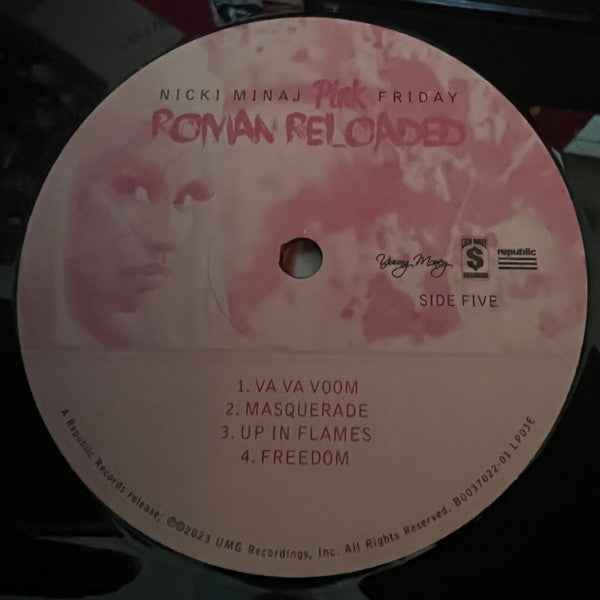 NICKI MINAJ Pink FRIDAY
ROMAN RELOADED
Young Money
CASH MONEY
$
RECORDS
republic
SIDE FIVE
1. VA VA VOOM
2. MASQUERADE
3. UP IN FLAMES
4. FREEDOM
A Republic Records release; ℗©2023 UMG Recordings, Inc. All Rights Reserved. B0037022-01 LP03E